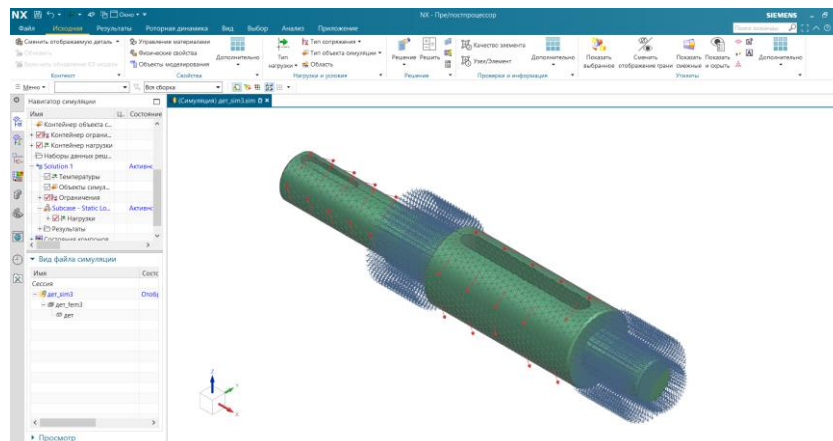 NX Окно
NX - Пре/постпроцессор
SIEMENS
Файл Исходная Результаты Роторная динамика Вид Выбор Анализ Приложение
Сменить отображаемую деталь
Управление материалами
Физические свойства
Объекты моделирования
Дополнительно
Тип нагрузки
Тип сопряжения
Тип объекта симуляции
Область
Решение Решить
Качество элемента
Узел/Элемент
Дополнительно
Показать выбранное
Сменить отображение грани
Показать смежные
Показать и скрыть
Дополнительно
Контекст Свойства Нагрузки и условия Решение Проверки и информация Утилиты
Меню Вся сборка
Навигатор симуляции
(Симуляция) дет_sim3.sim
Имя Ц.. Состояние
Контейнер объекта с...
Контейнер ограни...
Контейнер нагрузки
Наборы данных реш...
Solution 1 Активно
Температуры
Объекты симул...
Ограничения
Subcase - Static Lo...
Нагрузки
Результаты
Вид файла симуляции
Имя
Сессия
дет_sim3
дет_fem3
дет
Просмотр
Z
Y
X